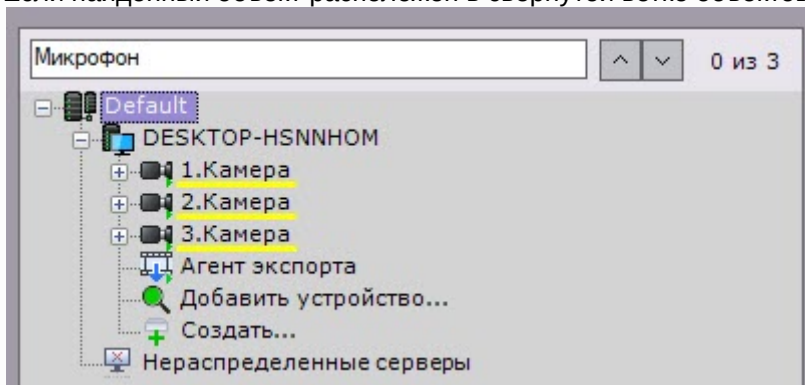 Микрофон
0 из 3
Default
DESKTOP-HSNNHOM
1.Камера
2.Камера
3.Камера
Агент экспорта
Добавить устройство...
Создать...
Нераспределенные серверы